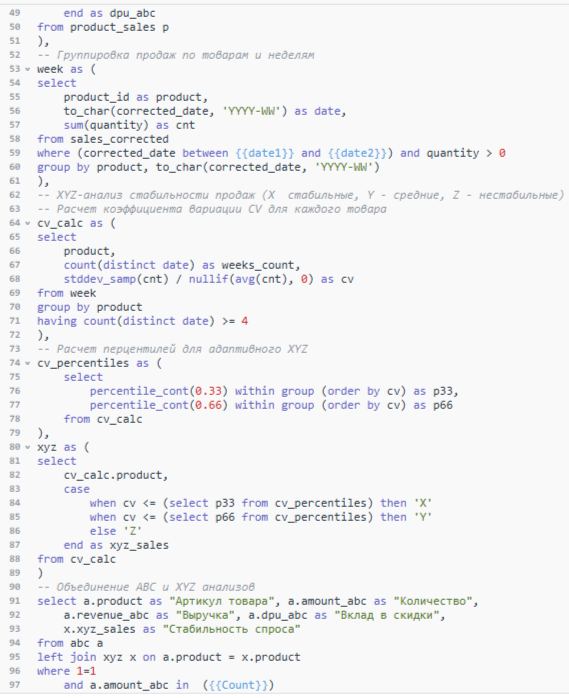 49 end as dpu_abc
50 from product_sales p
51 ),
52 -- Группировка продаж по товарам и неделям
53 week as (
54 select
55 product_id as product,
56 to_char(corrected_date, 'YYYY-WW') as date,
57 sum(quantity) as cnt
58 from sales_corrected
59 where (corrected_date between {{date1}} and {{date2}}) and quantity > 0
60 group by product, to_char(corrected_date, 'YYYY-WW')
61 ),
62 -- XYZ-анализ стабильности продаж (X стабильные, Y - средние, Z - нестабильные)
63 -- Расчет коэффициента вариации CV для каждого товара
64 cv_calc as (
65 select
66 product,
67 count(distinct date) as weeks_count,
68 stddev_samp(cnt) / nullif(avg(cnt), 0) as cv
69 from week
70 group by product
71 having count(distinct date) >= 4
72 ),
73 -- Расчет перцентилей для адаптивного XYZ
74 cv_percentiles as (
75 select
76 percentile_cont(0.33) within group (order by cv) as p33,
77 percentile_cont(0.66) within group (order by cv) as p66
78 from cv_calc
79 ),
80 xyz as (
81 select
82 cv_calc.product,
83 case
84 when cv <= (select p33 from cv_percentiles) then 'X'
85 when cv <= (select p66 from cv_percentiles) then 'Y'
86 else 'Z'
87 end as xyz_sales
88 from cv_calc
89 )
90 -- Объединение ABC и XYZ анализов
91 select a.product as "Артикул товара", a.amount_abc as "Количество",
92 a.revenue_abc as "Выручка", a.dpu_abc as "Вклад в скидки",
93 x.xyz_sales as "Стабильность спроса"
94 from abc a
95 left join xyz x on a.product = x.product
96 where 1=1
97 and a.amount_abc in ({{Count}})